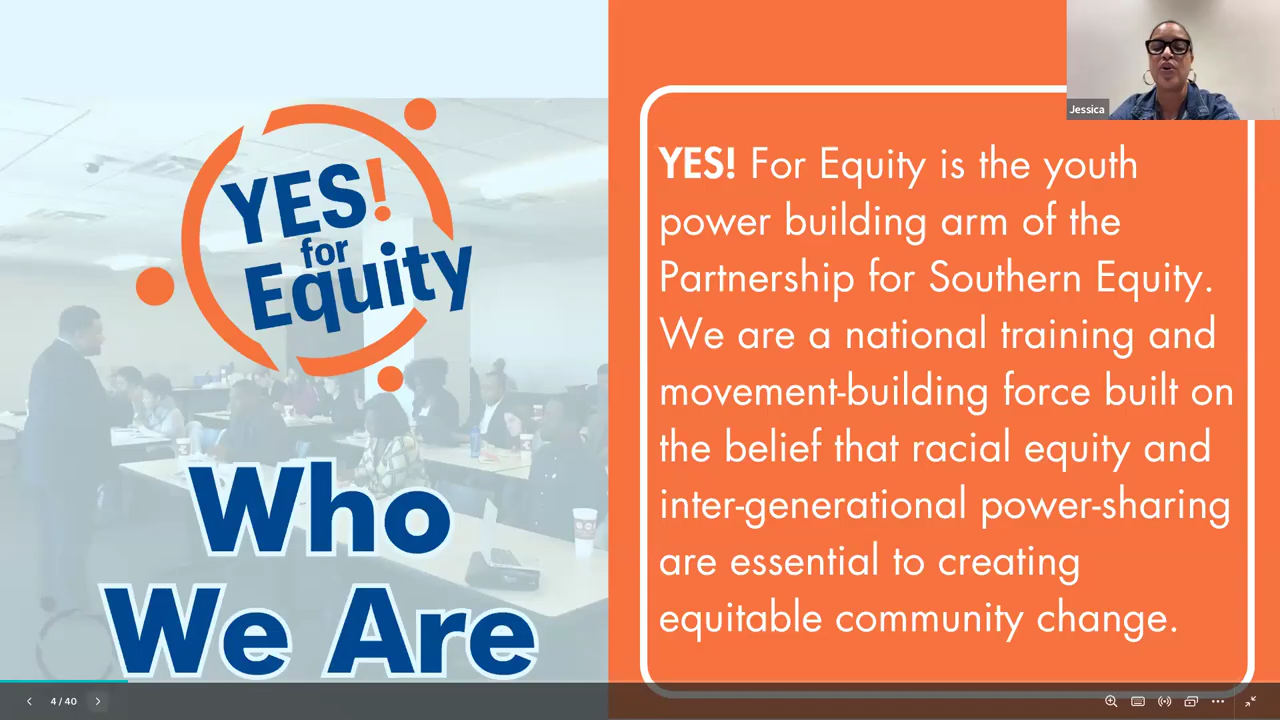 Jessica
YES!
for
Equity
Who
We Are
YES! For Equity is the youth
power building arm of the
Partnership for Southern Equity.
We are a national training and
movement-building force built on
the belief that racial equity and
inter-generational power-sharing
are essential to creating
equitable community change.
4 / 40